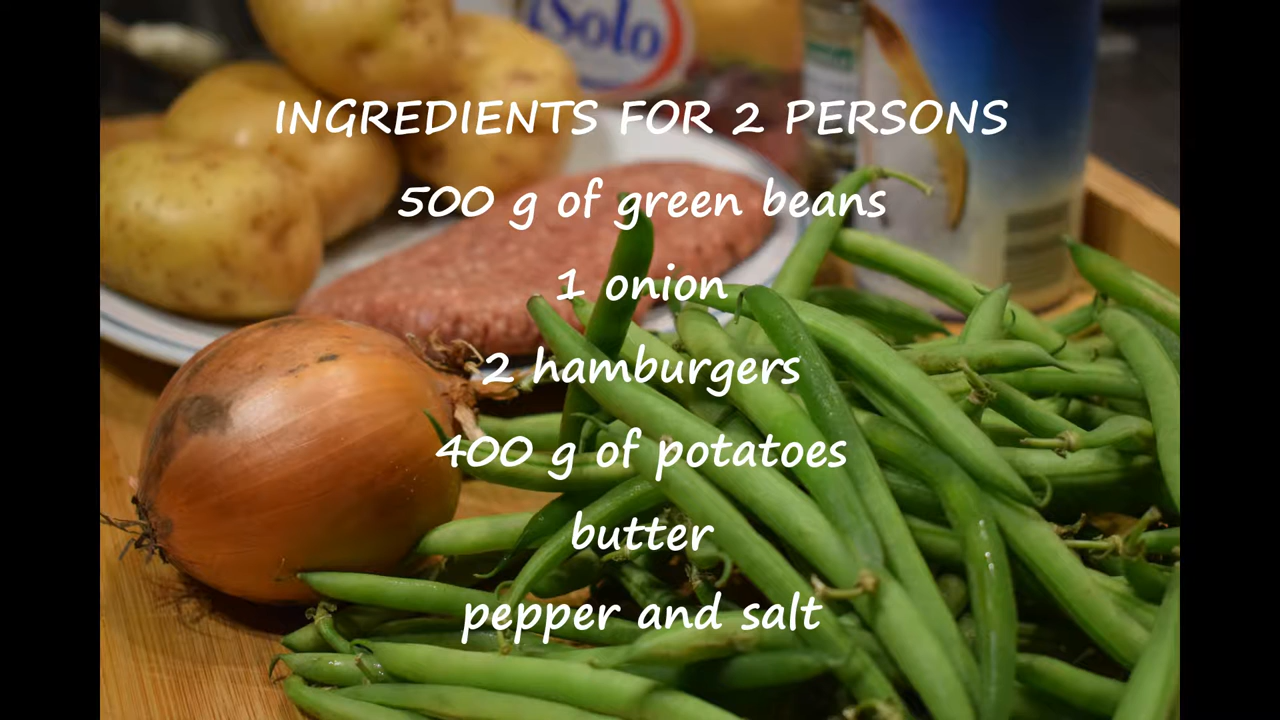 Solo
INGREDIENTS FOR 2 PERSONS
500 g of green beans
1 onion
2 hamburgers
400 g of potatoes
butter
pepper and salt